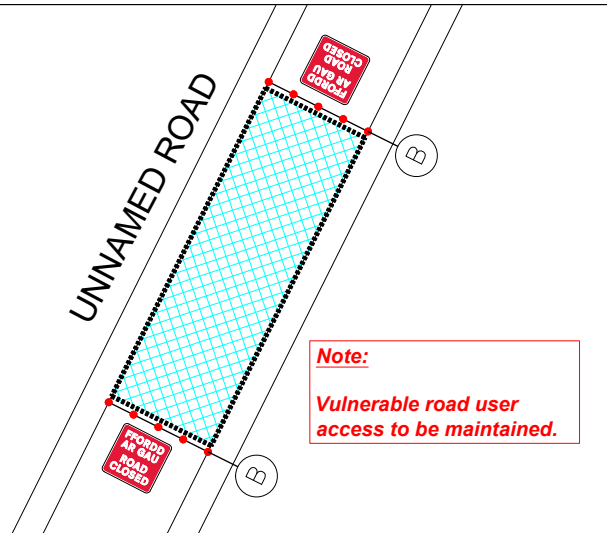 FFORDD
AR GAU
ROAD
CLOSED
B
UNNAMED ROAD
Note:
Vulnerable road user
access to be maintained.
FFORDD
AR GAU
ROAD
CLOSED
B